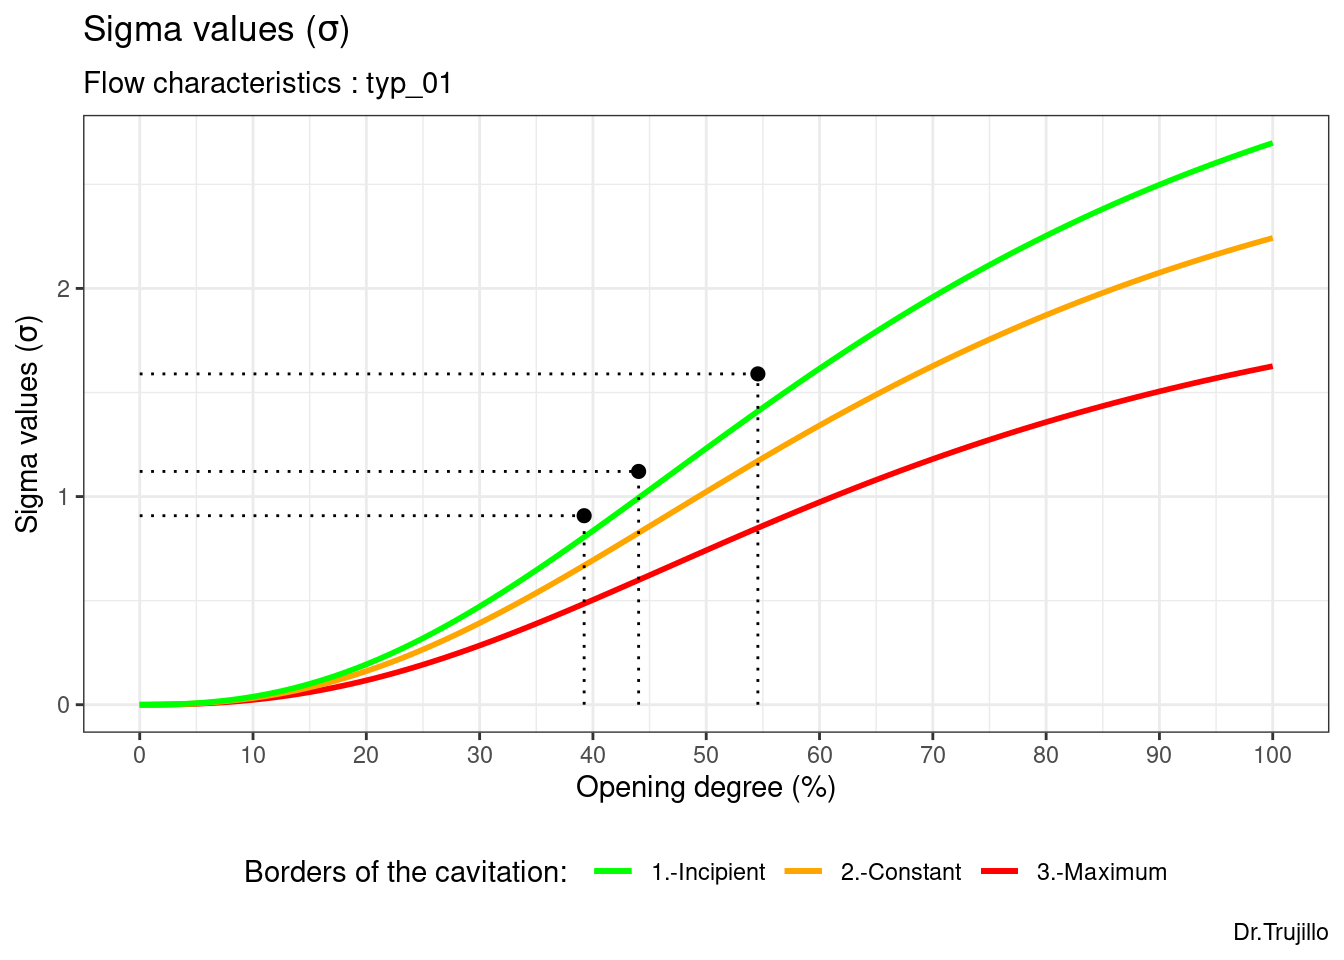 Sigma values (σ)
Flow characteristics : typ_01
Sigma values (σ)
2
1
0
0 10 20 30 40 50 60 70 80 90 100
Opening degree (%)
Borders of the cavitation: 1.-Incipient 2.-Constant 3.-Maximum
Dr.Trujillo